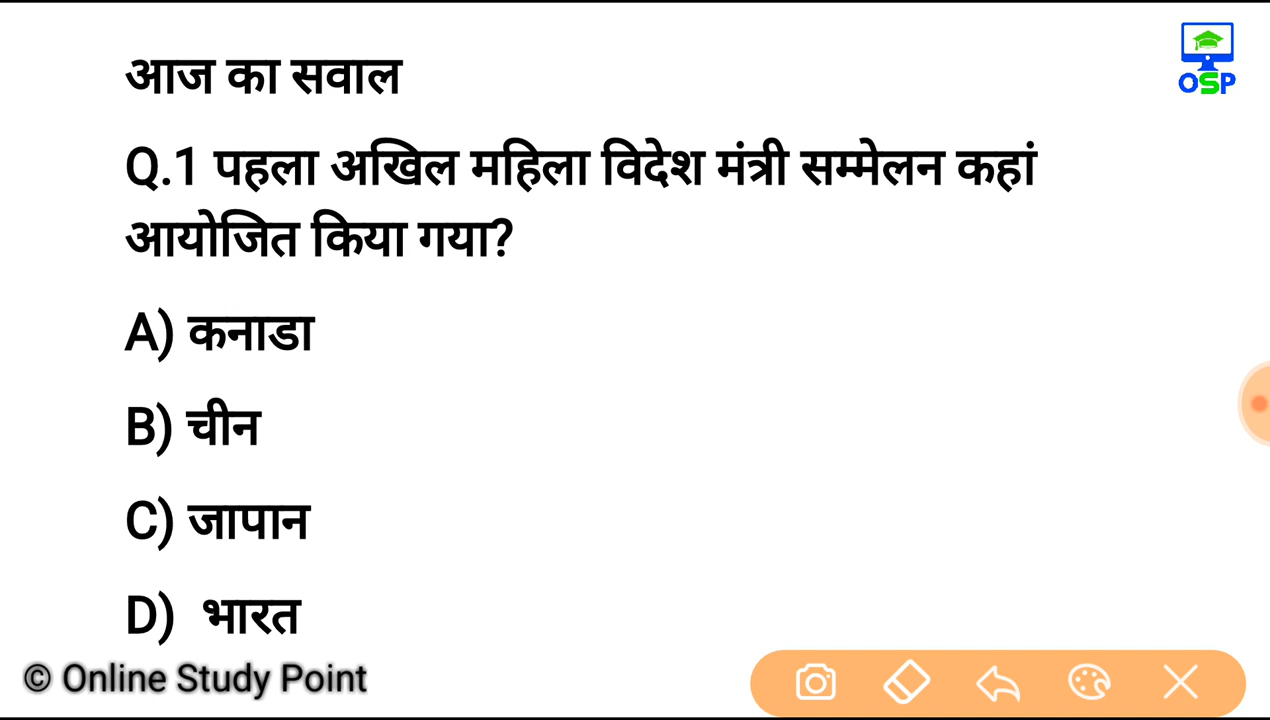 OSP
आज का सवाल
Q.1 पहला अखिल महिला विदेश मंत्री सम्मेलन कहां
आयोजित किया गया?
A) कनाडा
B) चीन
C) जापान
D) भारत
© Online Study Point